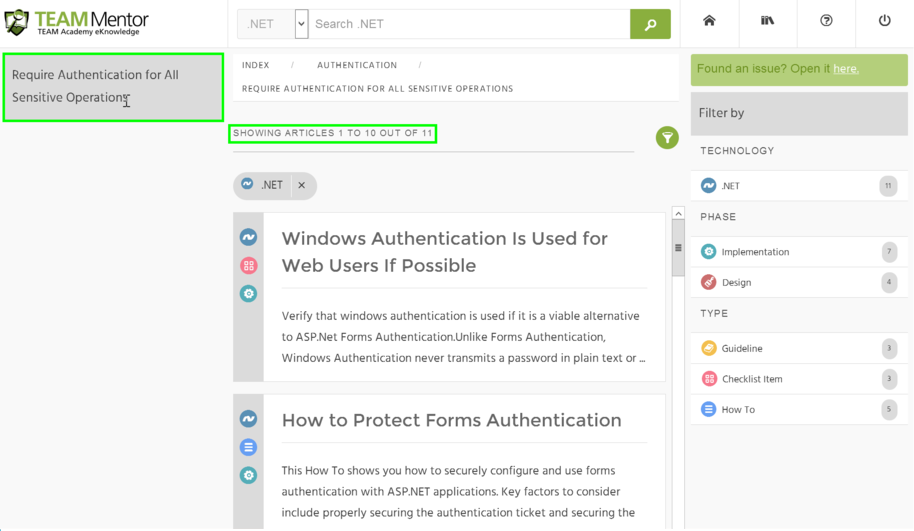 TEAM Mentor
TEAM Academy eKnowledge
.NET
Search .NET
Require Authentication for All
Sensitive Operations
INDEX / AUTHENTICATION /
REQUIRE AUTHENTICATION FOR ALL SENSITIVE OPERATIONS
SHOWING ARTICLES 1 TO 10 OUT OF 11
.NET ×
Windows Authentication Is Used for
Web Users If Possible
Verify that windows authentication is used if it is a viable alternative
to ASP.Net Forms Authentication.Unlike Forms Authentication,
Windows Authentication never transmits a password in plain text or ...
How to Protect Forms Authentication
This How To shows you how to securely configure and use forms
authentication with ASP.NET applications. Key factors to consider
include properly securing the authentication ticket and securing the
Found an issue? Open it here.
Filter by
TECHNOLOGY
.NET 11
PHASE
Implementation 7
Design 4
TYPE
Guideline 3
Checklist Item 3
How To 5